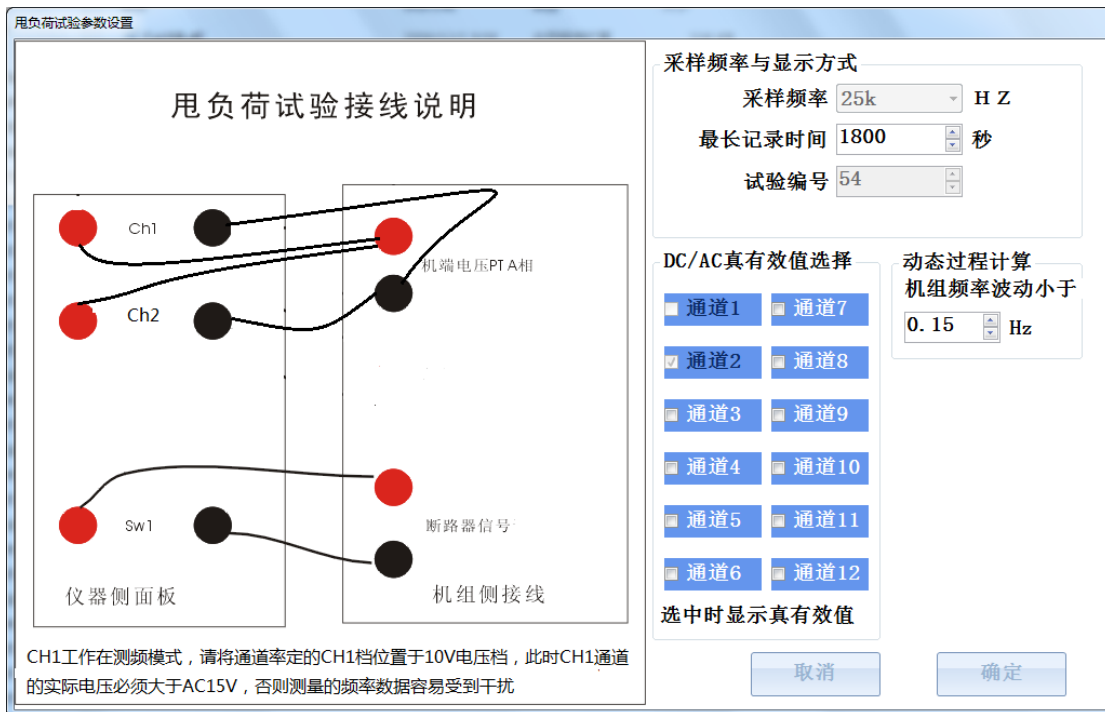 甩负荷试验参数设置
甩负荷试验接线说明
Ch1
机端电压PT A相
Ch2
Sw1
断路器信号
仪器侧面板
机组侧接线
CH1工作在测频模式，请将通道率定的CH1档位置于10V电压档，此时CH1通道
的实际电压必须大于AC15V，否则测量的频率数据容易受到干扰
采样频率与显示方式
采样频率 25k HZ
最长记录时间 1800 秒
试验编号 54
DC/AC真有效值选择
通道1 通道7
通道2 通道8
通道3 通道9
通道4 通道10
通道5 通道11
通道6 通道12
选中时显示真有效值
动态过程计算
机组频率波动小于
0.15 Hz
取消 确定